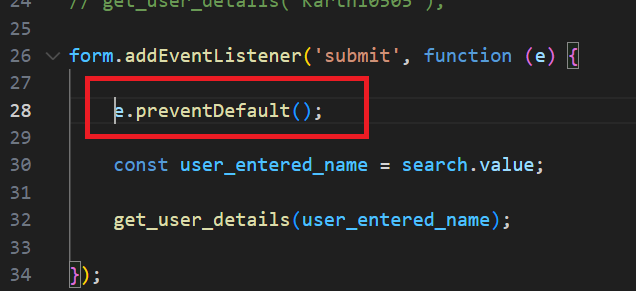 24 // get_user_details('Karthi0505');
25
26 form.addEventListener('submit', function (e) {
27
28 e.preventDefault();
29
30 const user_entered_name = search.value;
31
32 get_user_details(user_entered_name);
33
34 });